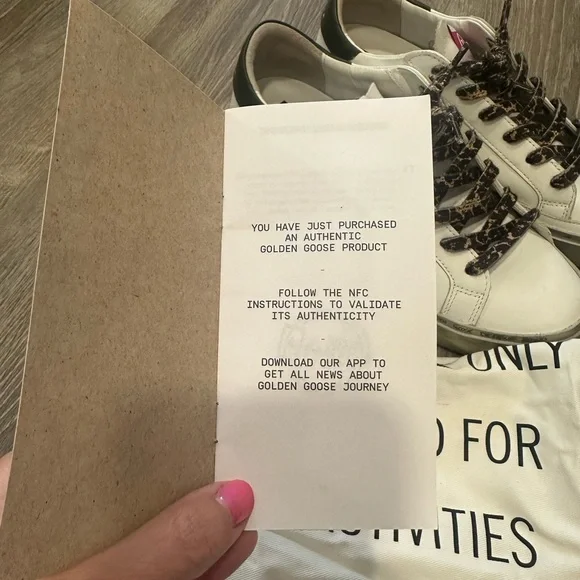 YOU HAVE JUST PURCHASED
AN AUTHENTIC
GOLDEN GOOSE PRODUCT
-
FOLLOW THE NFC
INSTRUCTIONS TO VALIDATE
ITS AUTHENTICITY
-
DOWNLOAD OUR APP TO
GET ALL NEWS ABOUT
GOLDEN GOOSE JOURNEY
ONLY
FOR